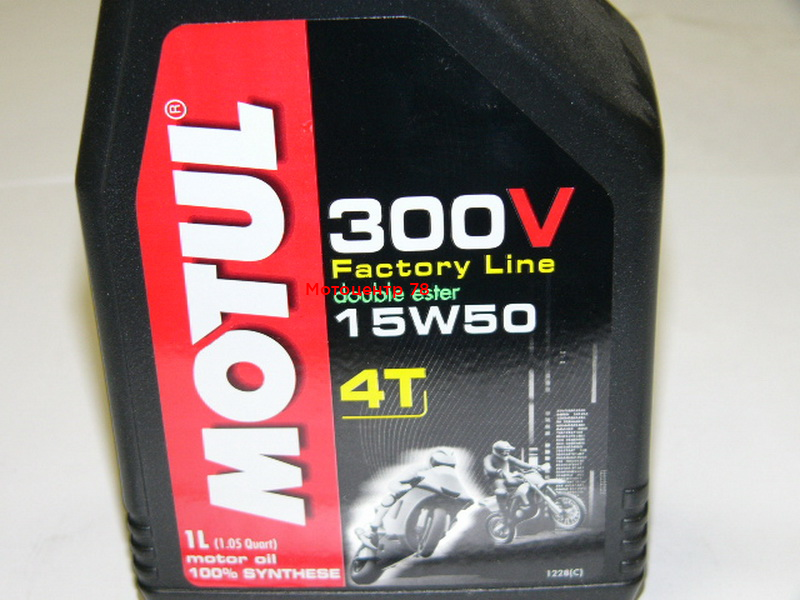 MOTUL®
300V
Factory Line
Мотоцентр 78
double ester
15W50
4T
1L (1.05 Quart)
motor oil
100% SYNTHESE
1228(C)